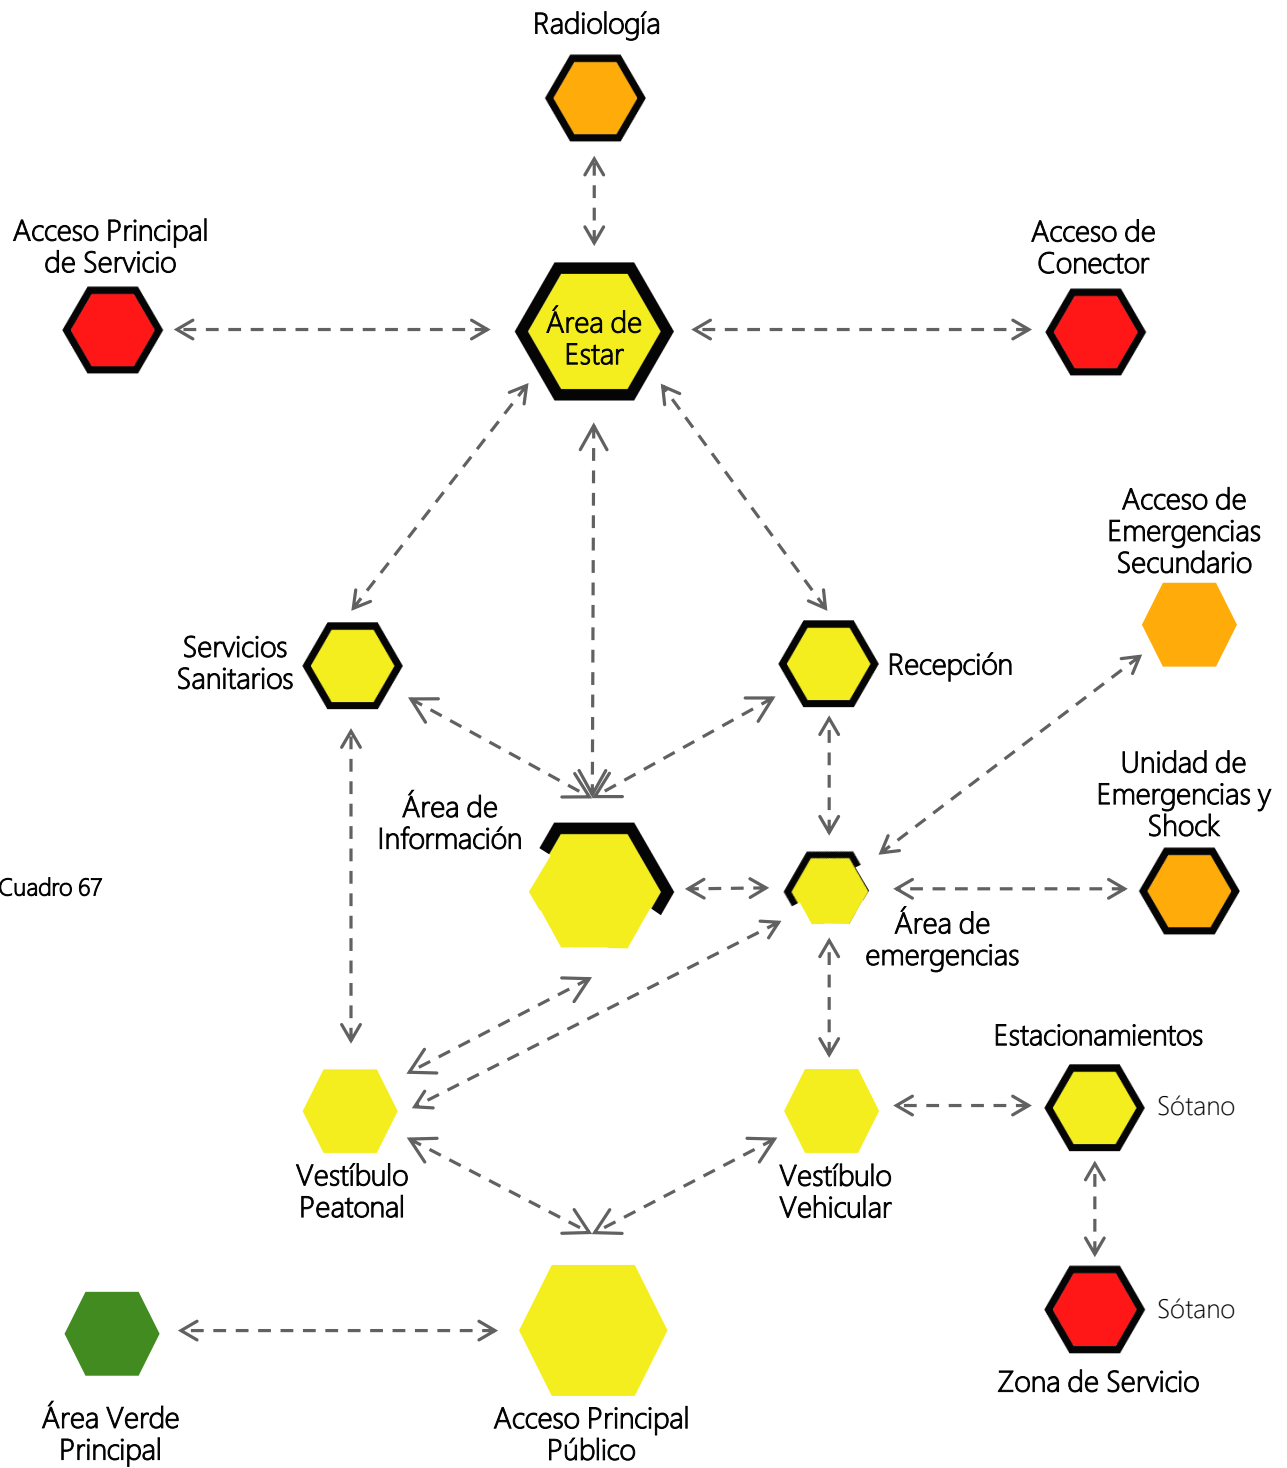 Radiología
Acceso Principal
de Servicio
Acceso de
Conector
Área de
Estar
Acceso de
Emergencias
Secundario
Servicios
Sanitarios
Recepción
Unidad de
Emergencias y
Shock
Área de
Información
Cuadro 67
Área de
emergencias
Estacionamientos
Sótano
Vestíbulo
Peatonal
Vestíbulo
Vehicular
Sótano
Zona de Servicio
Área Verde
Principal
Acceso Principal
Público